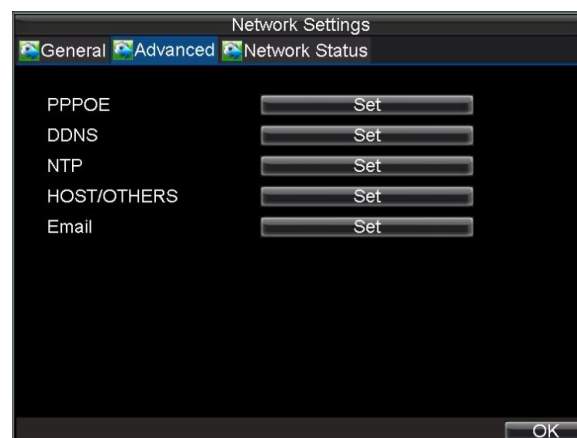 Network Settings
General Advanced Network Status
PPPOE Set
DDNS Set
NTP Set
HOST/OTHERS Set
Email Set
OK